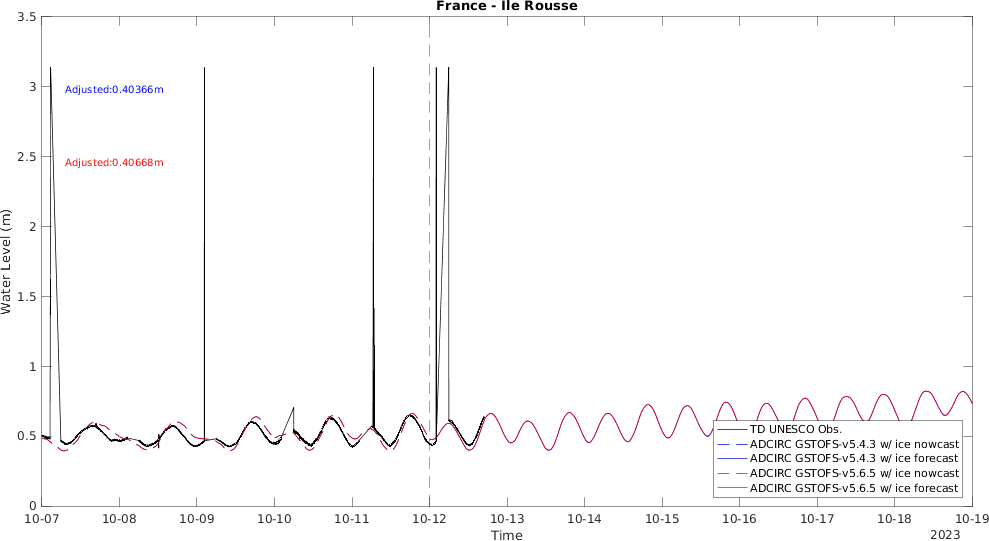 France - Ile Rousse
3.5
3
2.5
2
1.5
1
0.5
0
Water Level (m)
Adjusted:0.40366m
Adjusted:0.40668m
TD UNESCO Obs.
ADCIRC GSTOFS-v5.4.3 w/ ice nowcast
ADCIRC GSTOFS-v5.4.3 w/ ice forecast
ADCIRC GSTOFS-v5.6.5 w/ ice nowcast
ADCIRC GSTOFS-v5.6.5 w/ ice forecast
10-07 10-08 10-09 10-10 10-11 10-12 10-13 10-14 10-15 10-16 10-17 10-18 10-19
Time
2023